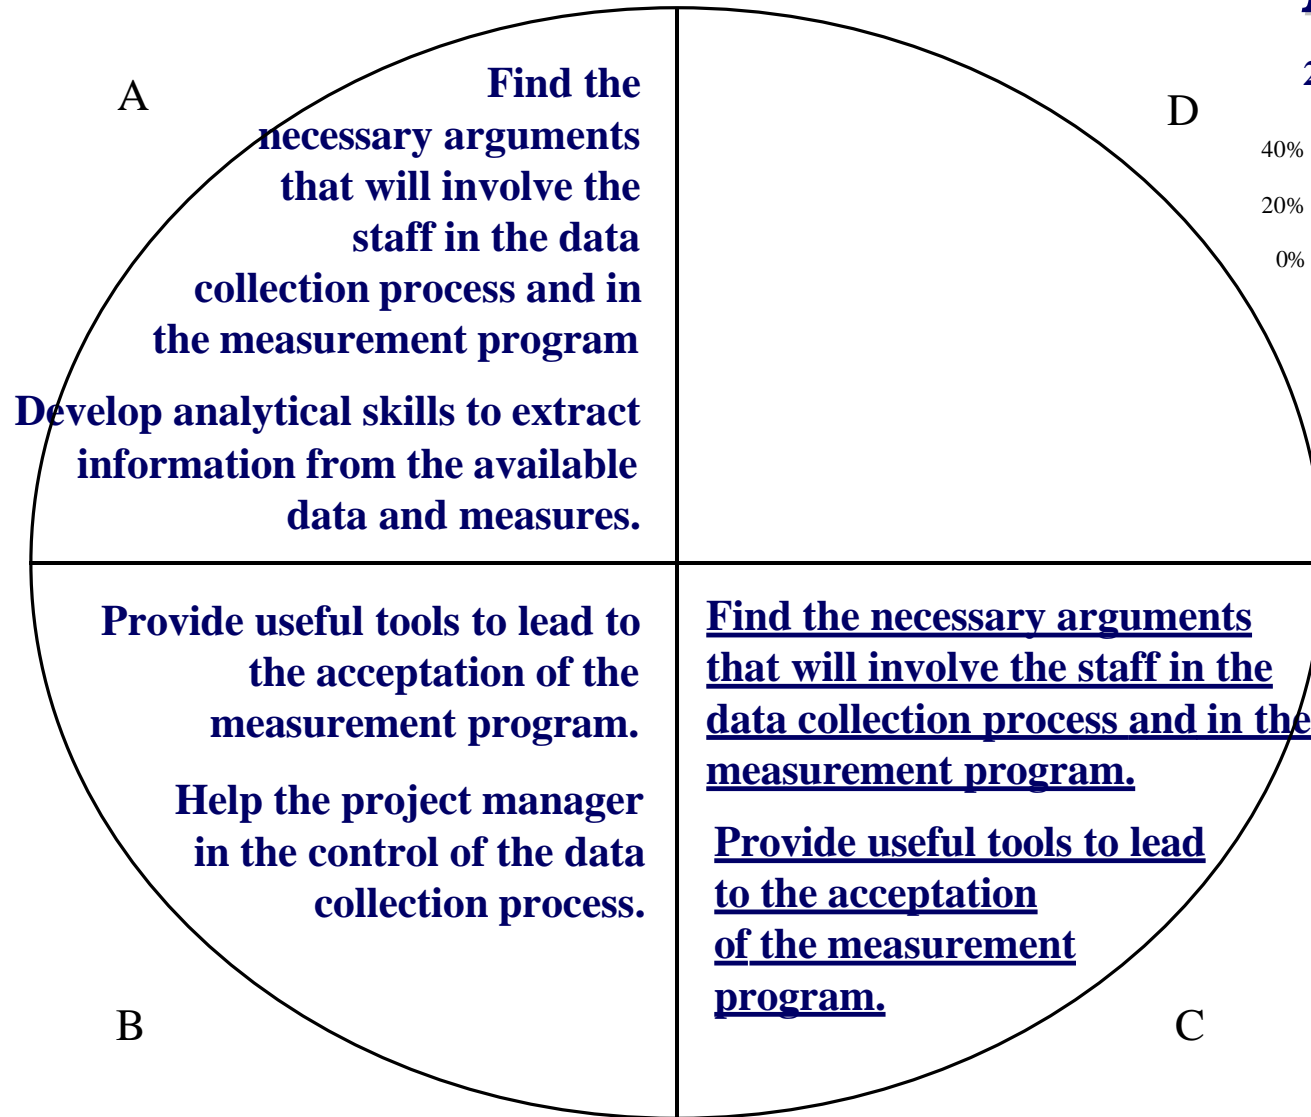 A
Find the
necessary arguments
that will involve the
staff in the data
collection process and in
the measurement program
Develop analytical skills to extract
information from the available
data and measures.
D
40%
20%
0%
Provide useful tools to lead to
the acceptation of the
measurement program.
Help the project manager
in the control of the data
collection process.
B
Find the necessary arguments
that will involve the staff in the
data collection process and in the
measurement program.
Provide useful tools to lead
to the acceptation
of the measurement
program.
C